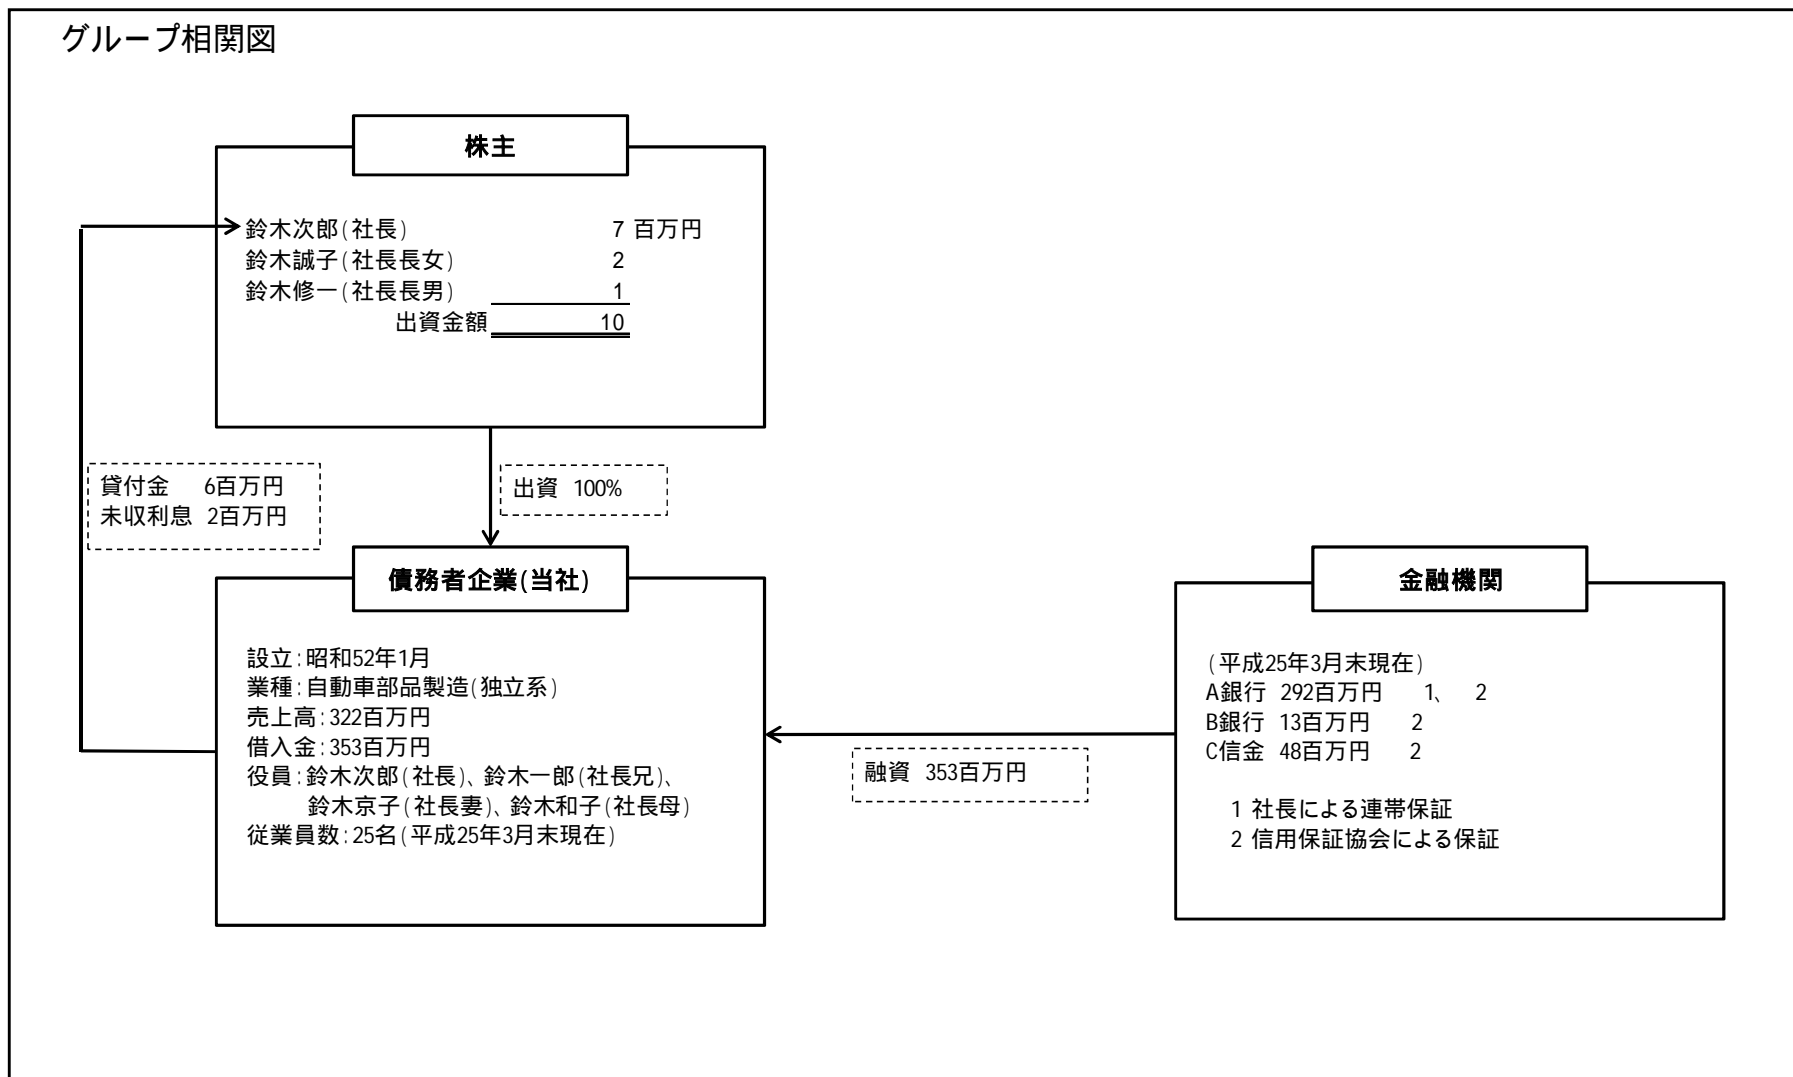 グループ相関図
株主
鈴木次郎(社長) 7 百万円
鈴木誠子(社長長女) 2
鈴木修一(社長長男) 1
出資金額 10
貸付金 6百万円
未収利息 2百万円
出資 100%
債務者企業(当社)
設立:昭和52年1月
業種:自動車部品製造(独立系)
売上高:322百万円
借入金:353百万円
役員:鈴木次郎(社長)、鈴木一郎(社長兄)、
鈴木京子(社長妻)、鈴木和子(社長母)
従業員数:25名(平成25年3月末現在)
融資 353百万円
金融機関
(平成25年3月末現在)
A銀行 292百万円 1、 2
B銀行 13百万円 2
C信金 48百万円 2
1 社長による連帯保証
2 信用保証協会による保証